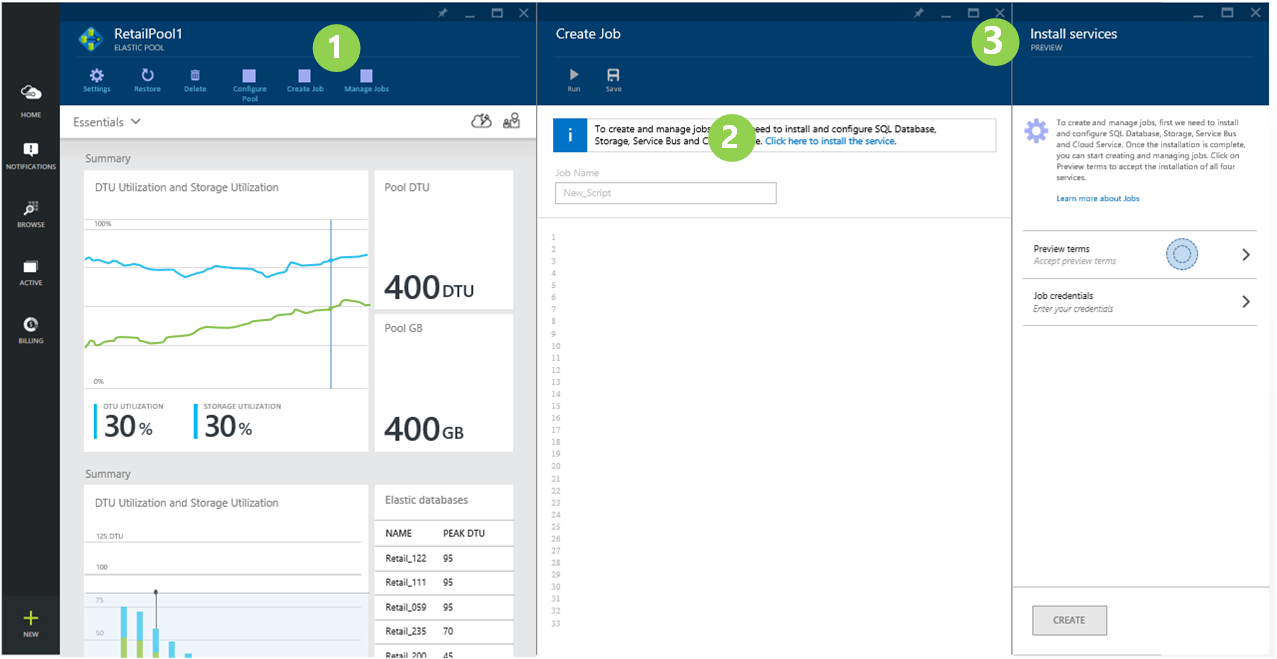 HOME
NOTIFICATIONS
BROWSE
ACTIVE
BILLING
NEW
RetailPool1
ELASTIC POOL
1
Settings
Restore
Delete
Configure
Pool
Create Job
Manage Jobs
Essentials
Summary
DTU Utilization and Storage Utilization
100%
0%
DTU UTILIZATION
30 %
STORAGE UTILIZATION
30 %
Pool DTU
400 DTU
Pool GB
400 GB
Summary
DTU Utilization and Storage Utilization
125 DTU
100
75
50
Elastic databases
NAME PEAK DTU
Retail_122 95
Retail_111 95
Retail_059 95
Retail_235 70
Retail_200 45
Create Job
Run
Save
i
To create and manage jobs need to install and configure SQL Database,
Storage, Service Bus and C e. Click here to install the service.
2
Job Name
New_Script
1
2
3
4
5
6
7
8
9
10
11
12
13
14
15
16
17
18
19
20
21
22
23
24
25
26
27
28
29
30
31
32
33
3
Install services
PREVIEW
To create and manage jobs, first we need to install
and configure SQL Database, Storage, Service Bus
and Cloud Service. Once the installation is complete,
you can start creating and managing jobs. Click on
Preview terms to accept the installation of all four
services.
Learn more about Jobs
Preview terms
Accept preview terms
Job credentials
Enter your credentials
CREATE